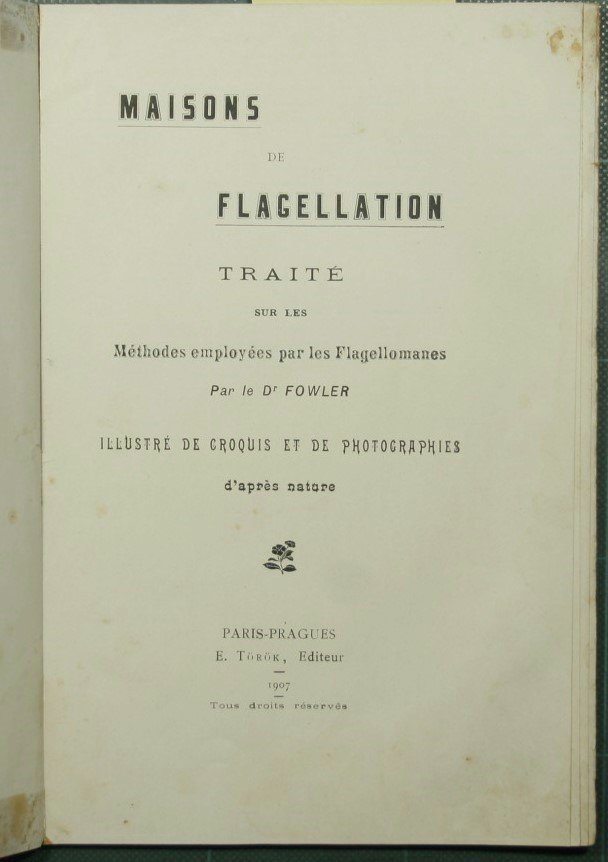 MAISONS
DE
FLAGELLATION
TRAITÉ
SUR LES
Méthodes employées par les Flagellomanes
Par le Dr FOWLER
ILLUSTRÉ DE CROQUIS ET DE PHOTOGRAPHIES
d'après nature
PARIS-PRAGUES
E. TÖRÖK, Editeur
1907
Tous droits réservés